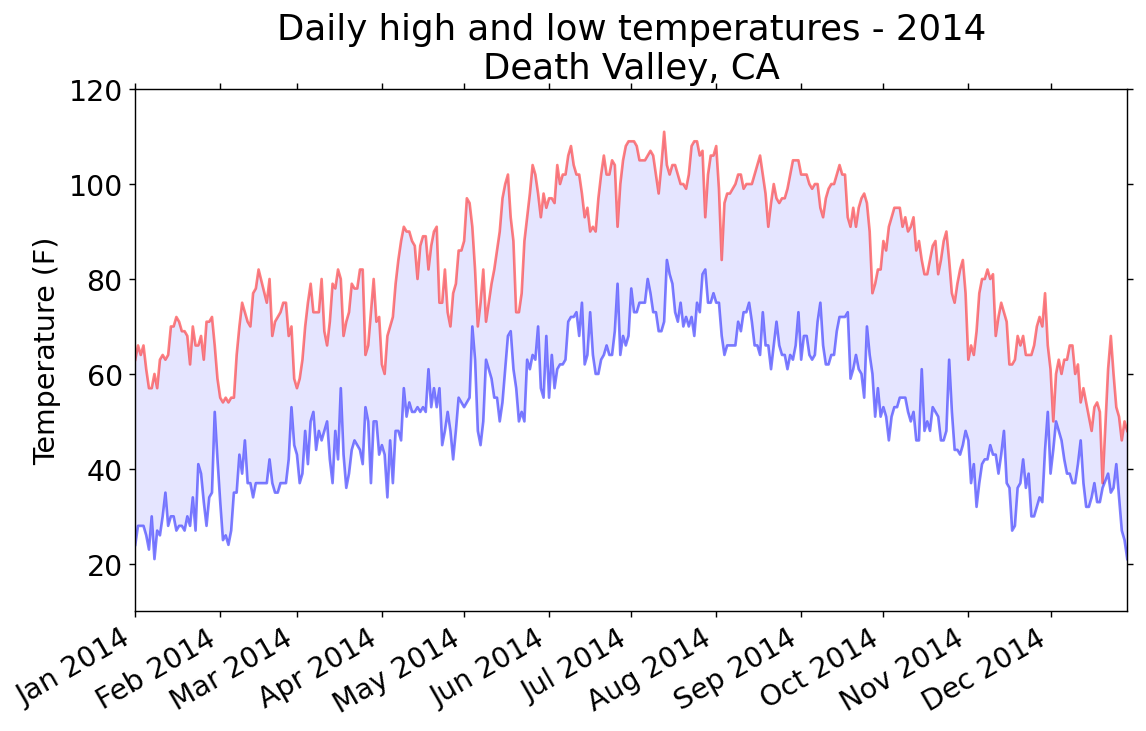 Daily high and low temperatures - 2014
Death Valley, CA
Temperature (F)
120
100
80
60
40
20
Jan 2014
Feb 2014
Mar 2014
Apr 2014
May 2014
Jun 2014
Jul 2014
Aug 2014
Sep 2014
Oct 2014
Nov 2014
Dec 2014